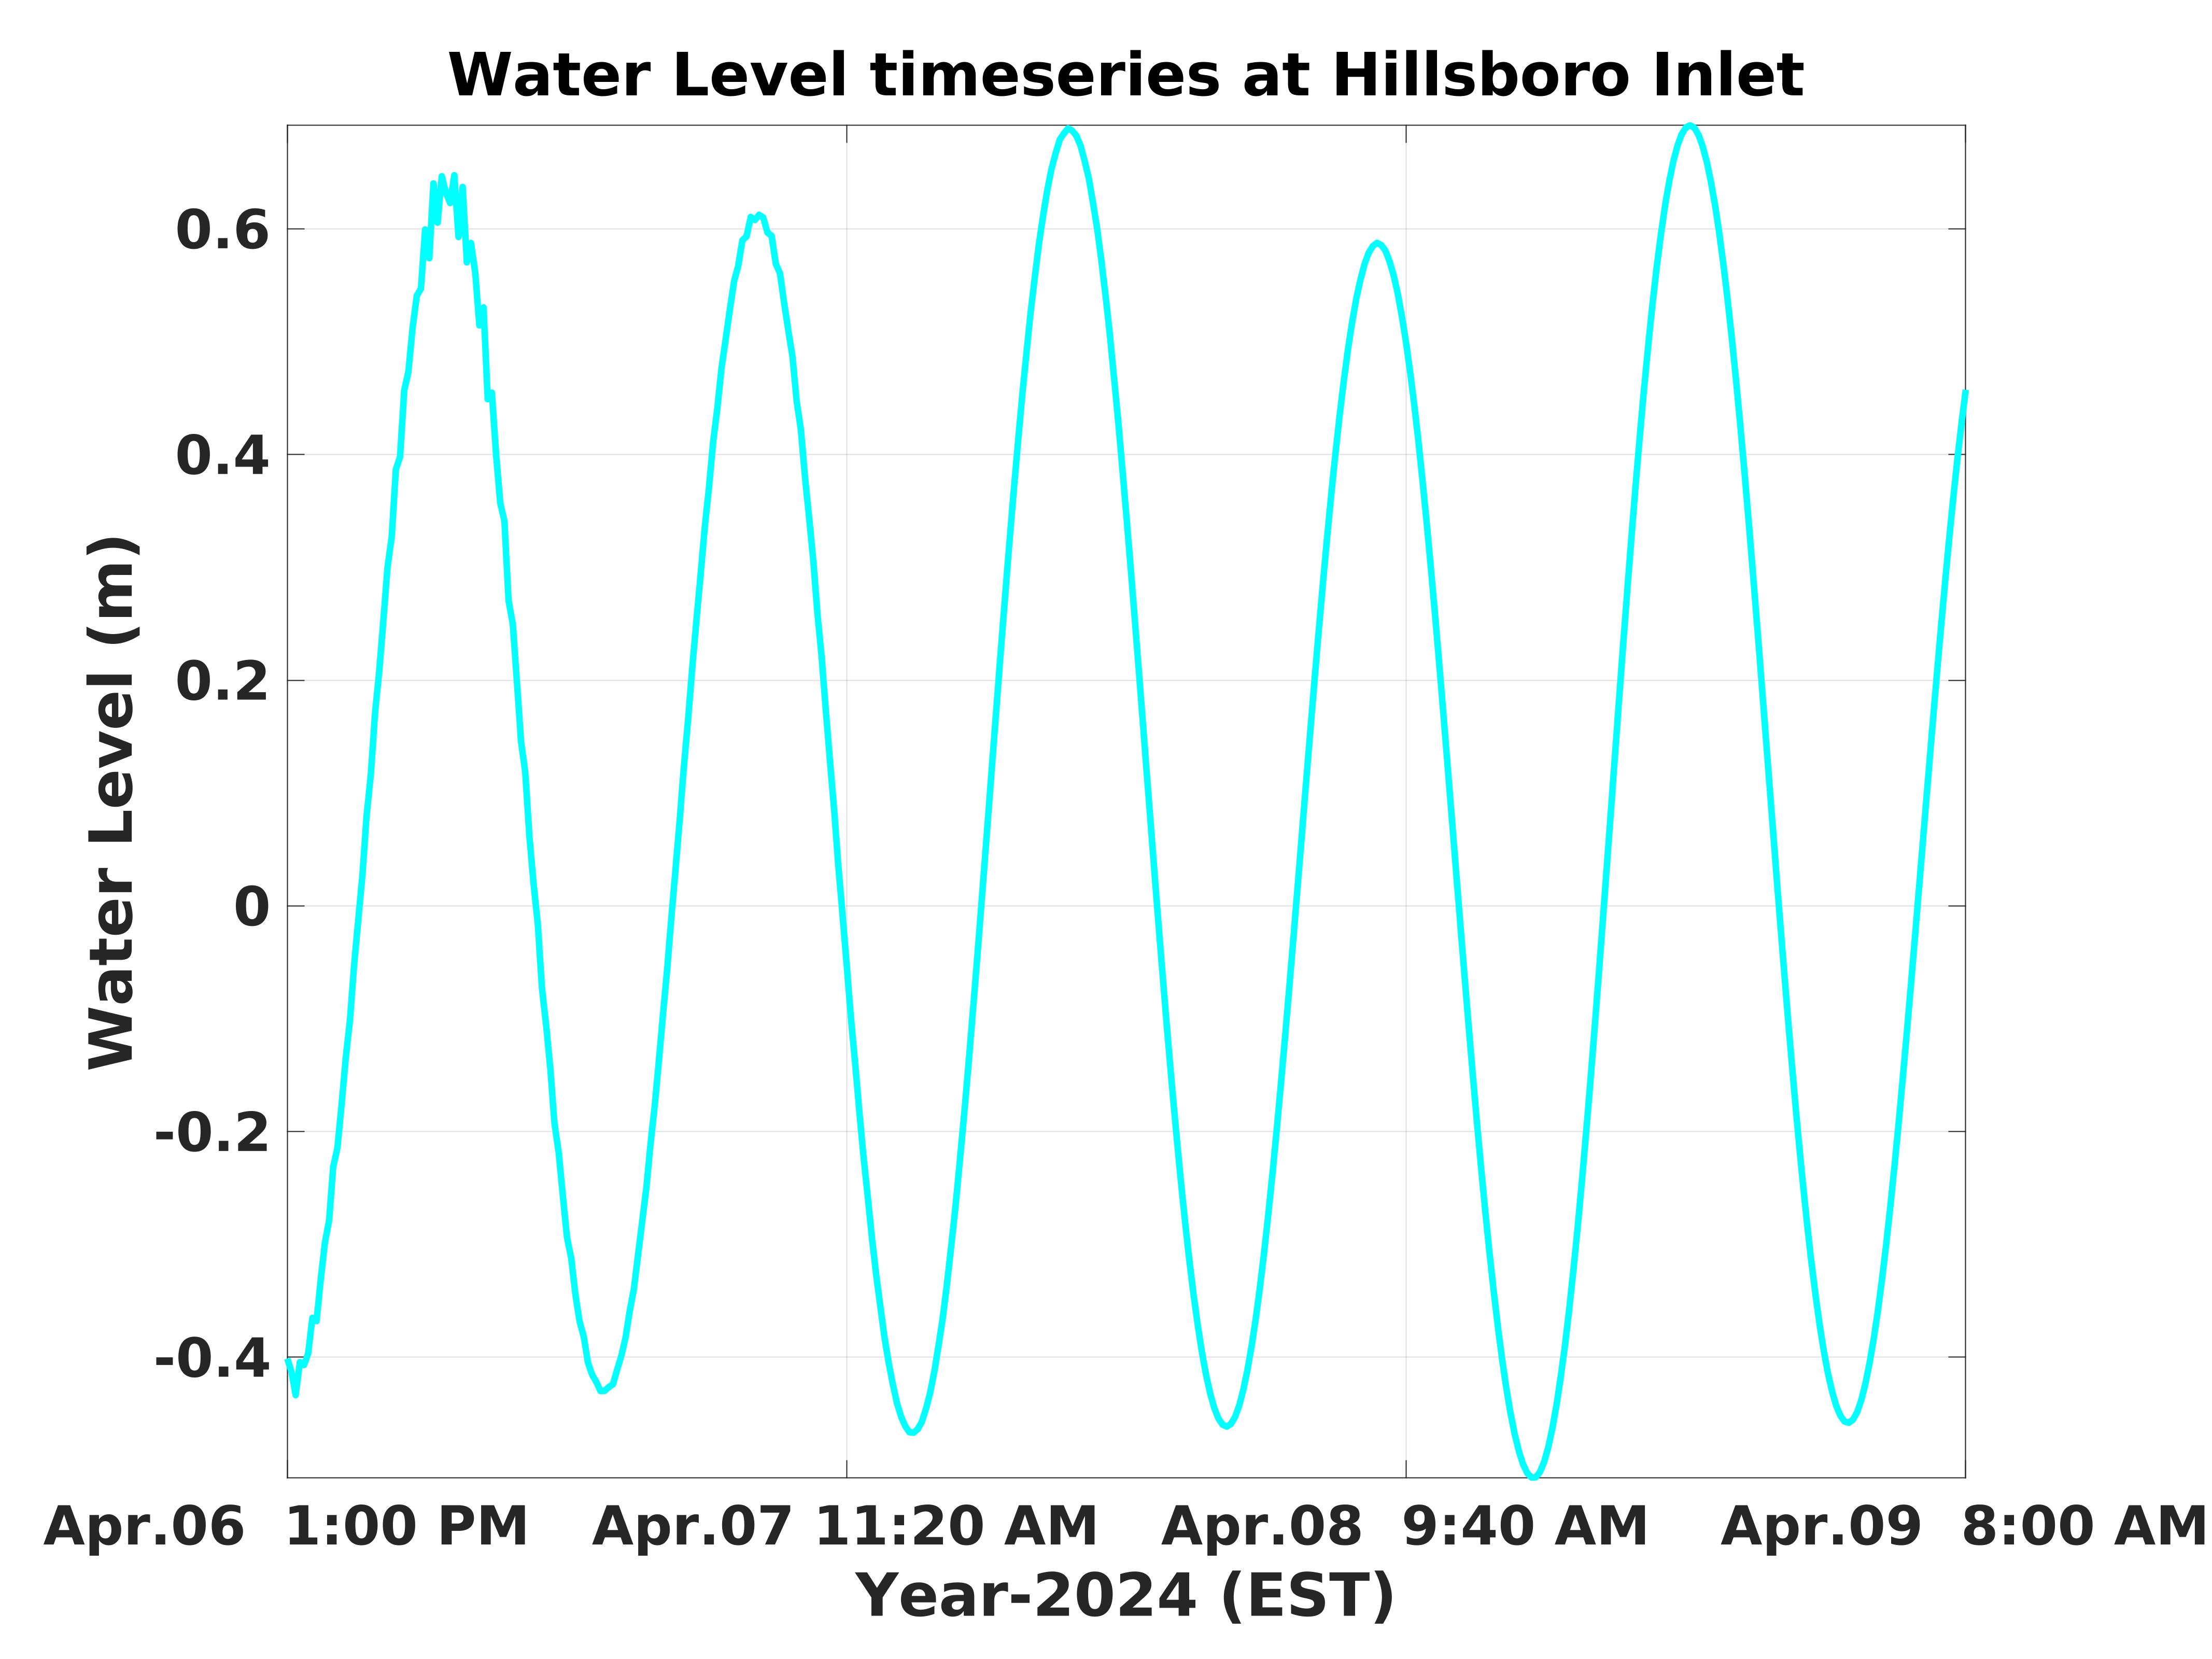 Water Level timeseries at Hillsboro Inlet
0.6
0.4
0.2
0
-0.2
-0.4
Water Level (m)
Apr.06 1:00 PM Apr.07 11:20 AM Apr.08 9:40 AM Apr.09 8:00 AM
Year-2024 (EST)